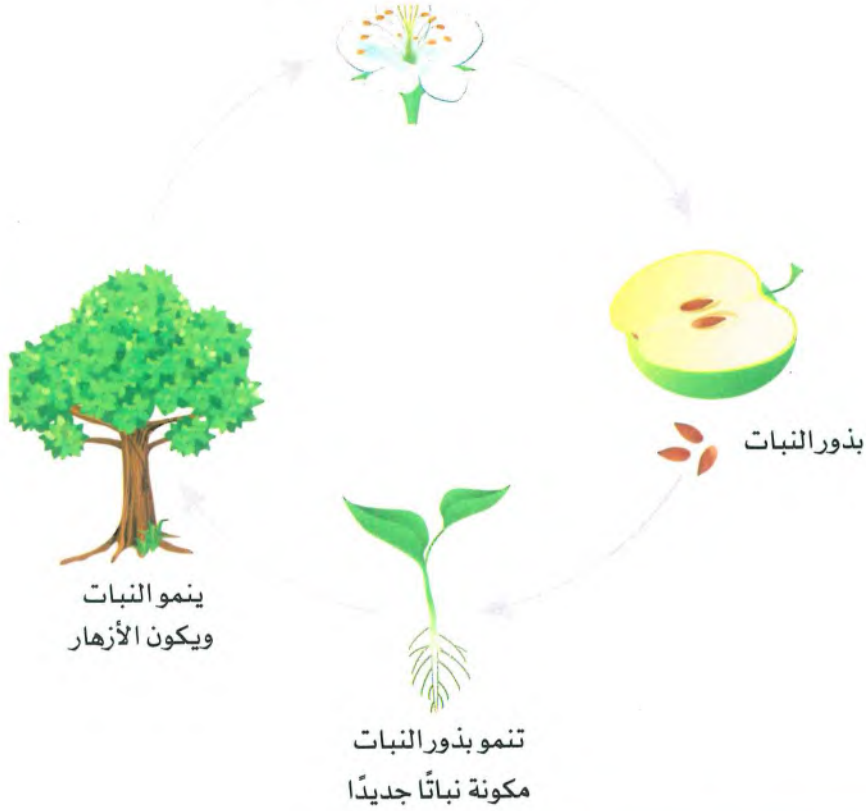 بذور النبات
ينمو النبات
ويكون الأزهار
تنمو بذور النبات
مكونة نباتًا جديدًا